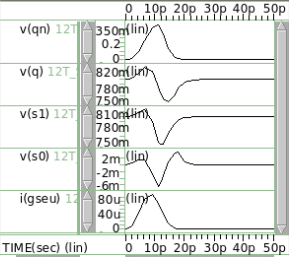 0 10p 20p 30p 40p 50p
v(qn) 12T 350m (lin)
0.2
0
v(q) 12T 820m (lin)
780m
750m
v(s1) 12T 810m (lin)
780m
750m
v(s0) 12T 2m (lin)
-2m
-6m
i(gseu) 12 80u (lin)
40u
0
TIME(sec) (lin) 0 10p 20p 30p 40p 50p